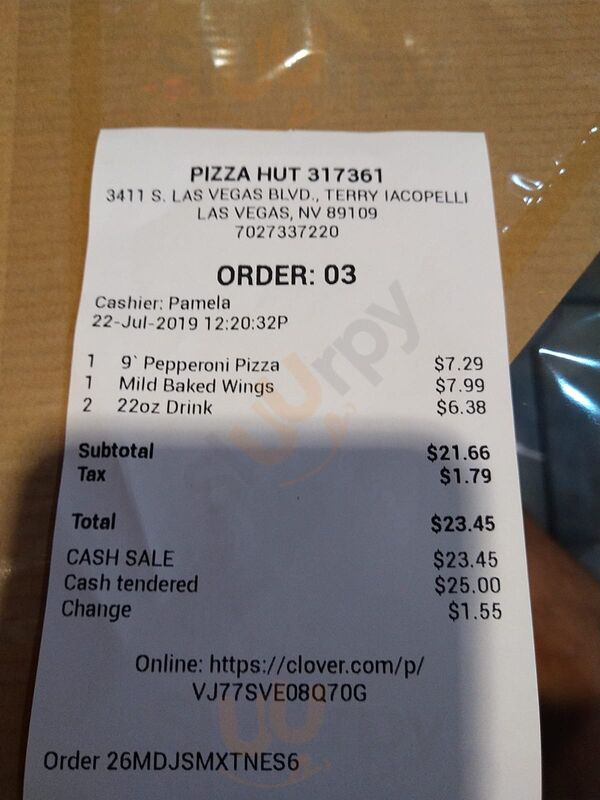 PIZZA HUT 317361
3411 S. LAS VEGAS BLVD., TERRY IACOPELLI
LAS VEGAS, NV 89109
7027337220
ORDER: 03
Cashier: Pamela
22-Jul-2019 12:20:32P
1 9` Pepperoni Pizza $7.29
1 Mild Baked Wings $7.99
2 22oz Drink $6.38
Subtotal $21.66
Tax $1.79
Total $23.45
CASH SALE $23.45
Cash tendered $25.00
Change $1.55
Online: https://clover.com/p/
VJ77SVE08Q70G
Order 26MDJSMXTNES6
sluurpy